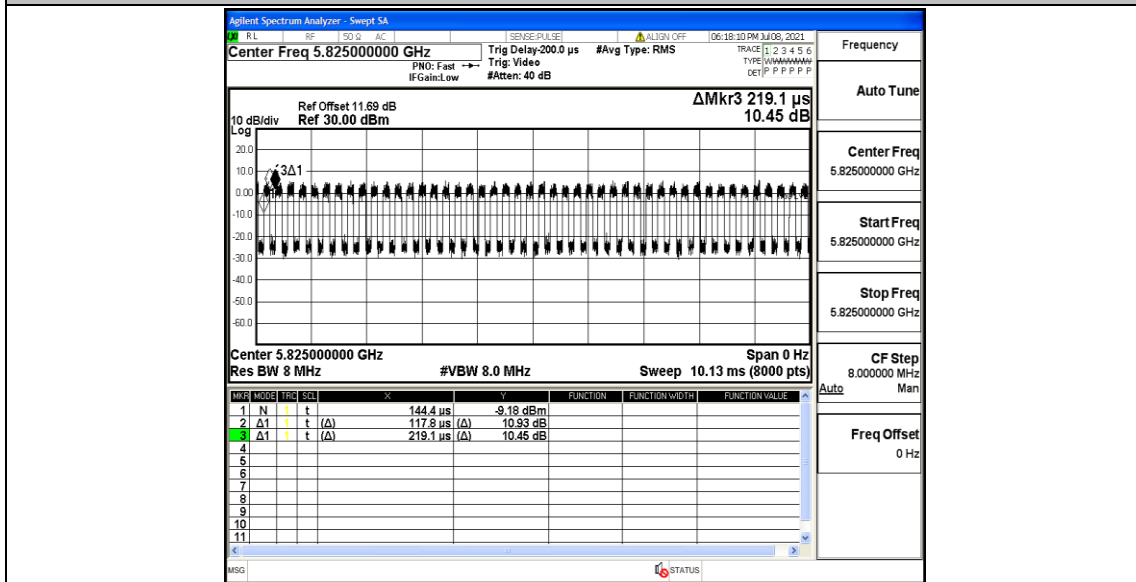 Agilent Spectrum Analyzer - Swept SA
RL RF 50 Ω AC SENSE:PULSE ALIGN OFF 06:18:10 PM Jul 08, 2021
Center Freq 5.825000000 GHz
PNO: Fast
IFGain:Low
Trig Delay-200.0 µs
Trig: Video
#Atten: 40 dB
#Avg Type: RMS
TRACE 1 2 3 4 5 6
TYPE
DET P P P P P P
ΔMkr3 219.1 µs
10.45 dB
Ref Offset 11.69 dB
10 dB/div Ref 30.00 dBm
Log
20.0
10.0
0.00
-10.0
-20.0
-30.0
-40.0
-50.0
-60.0
3Δ1
Center 5.825000000 GHz Span 0 Hz
Res BW 8 MHz #VBW 8.0 MHz Sweep 10.13 ms (8000 pts)
MKR MODE TRC SCL X Y FUNCTION FUNCTION WIDTH FUNCTION VALUE
1 N 1 t 144.4 µs -9.18 dBm
2 Δ1 1 t (Δ) 117.8 µs (Δ) 10.93 dB
3 Δ1 1 t (Δ) 219.1 µs (Δ) 10.45 dB
4
5
6
7
8
9
10
11
MSG STATUS
Frequency
Auto Tune
Center Freq
5.825000000 GHz
Start Freq
5.825000000 GHz
Stop Freq
5.825000000 GHz
CF Step
8.000000 MHz
Auto Man
Freq Offset
0 Hz